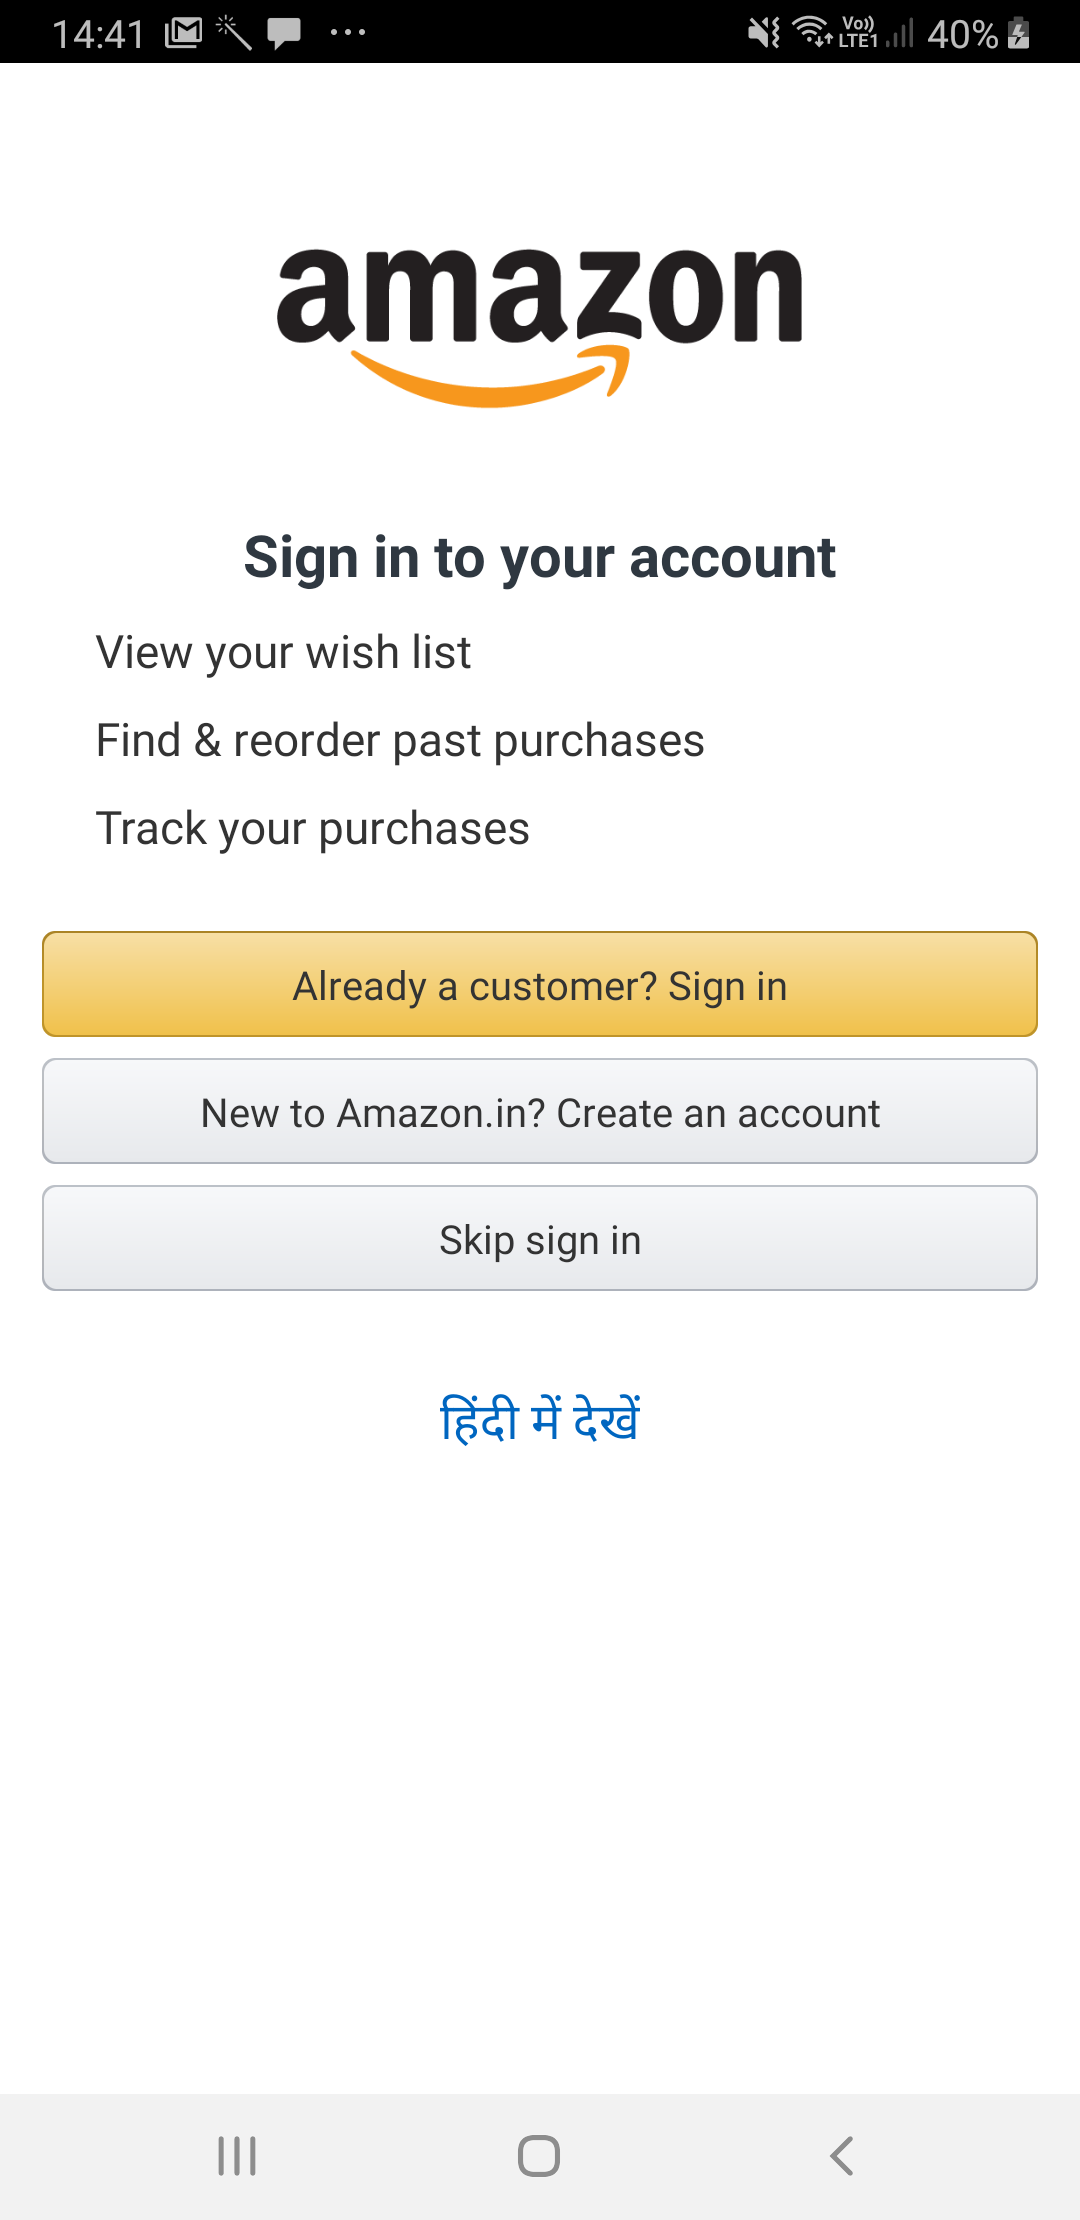 14:41 Vo)) LTE1 40%
amazon
Sign in to your account
View your wish list
Find & reorder past purchases
Track your purchases
Already a customer? Sign in
New to Amazon.in? Create an account
Skip sign in
हिंदी में देखें